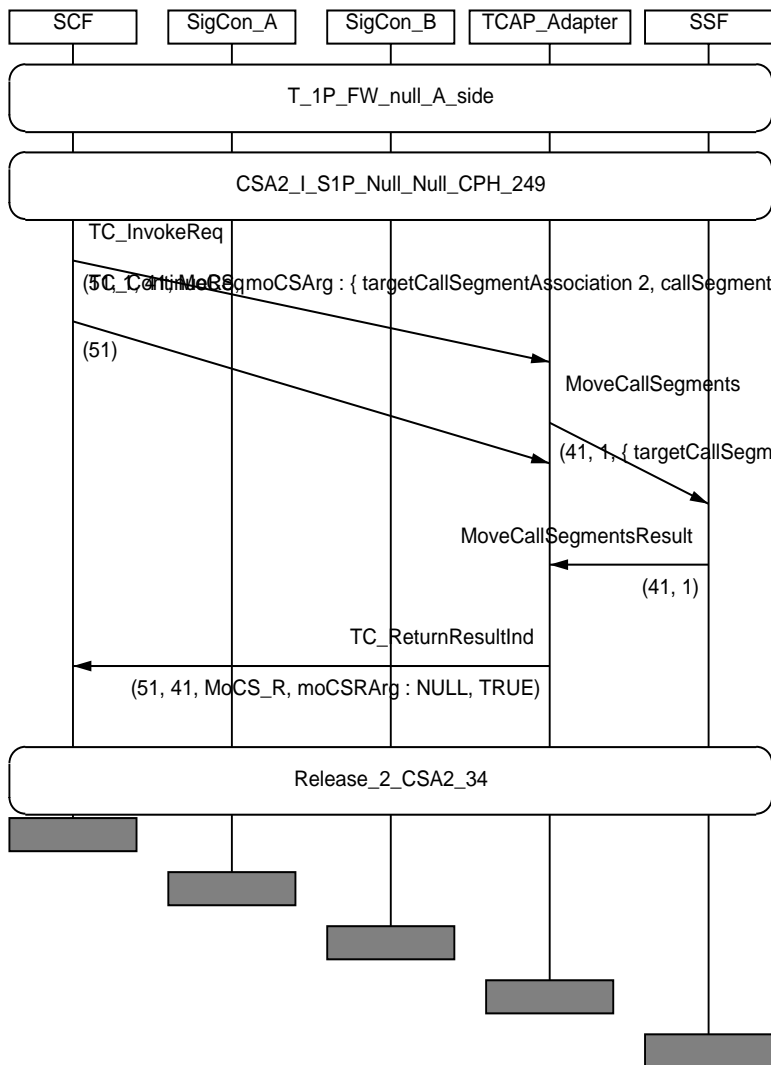 SCF SigCon_A SigCon_B TCAP_Adapter SSF
T_1P_FW_null_A_side
CSA2_I_S1P_Null_Null_CPH_249
TC_InvokeReq
TC_ContinueReq
moCSArg : { targetCallSegmentAssociation 2, callSegment
(51)
MoveCallSegments
(41, 1, { targetCallSegm
MoveCallSegmentsResult
(41, 1)
TC_ReturnResultInd
(51, 41, MoCS_R, moCSRArg : NULL, TRUE)
Release_2_CSA2_34